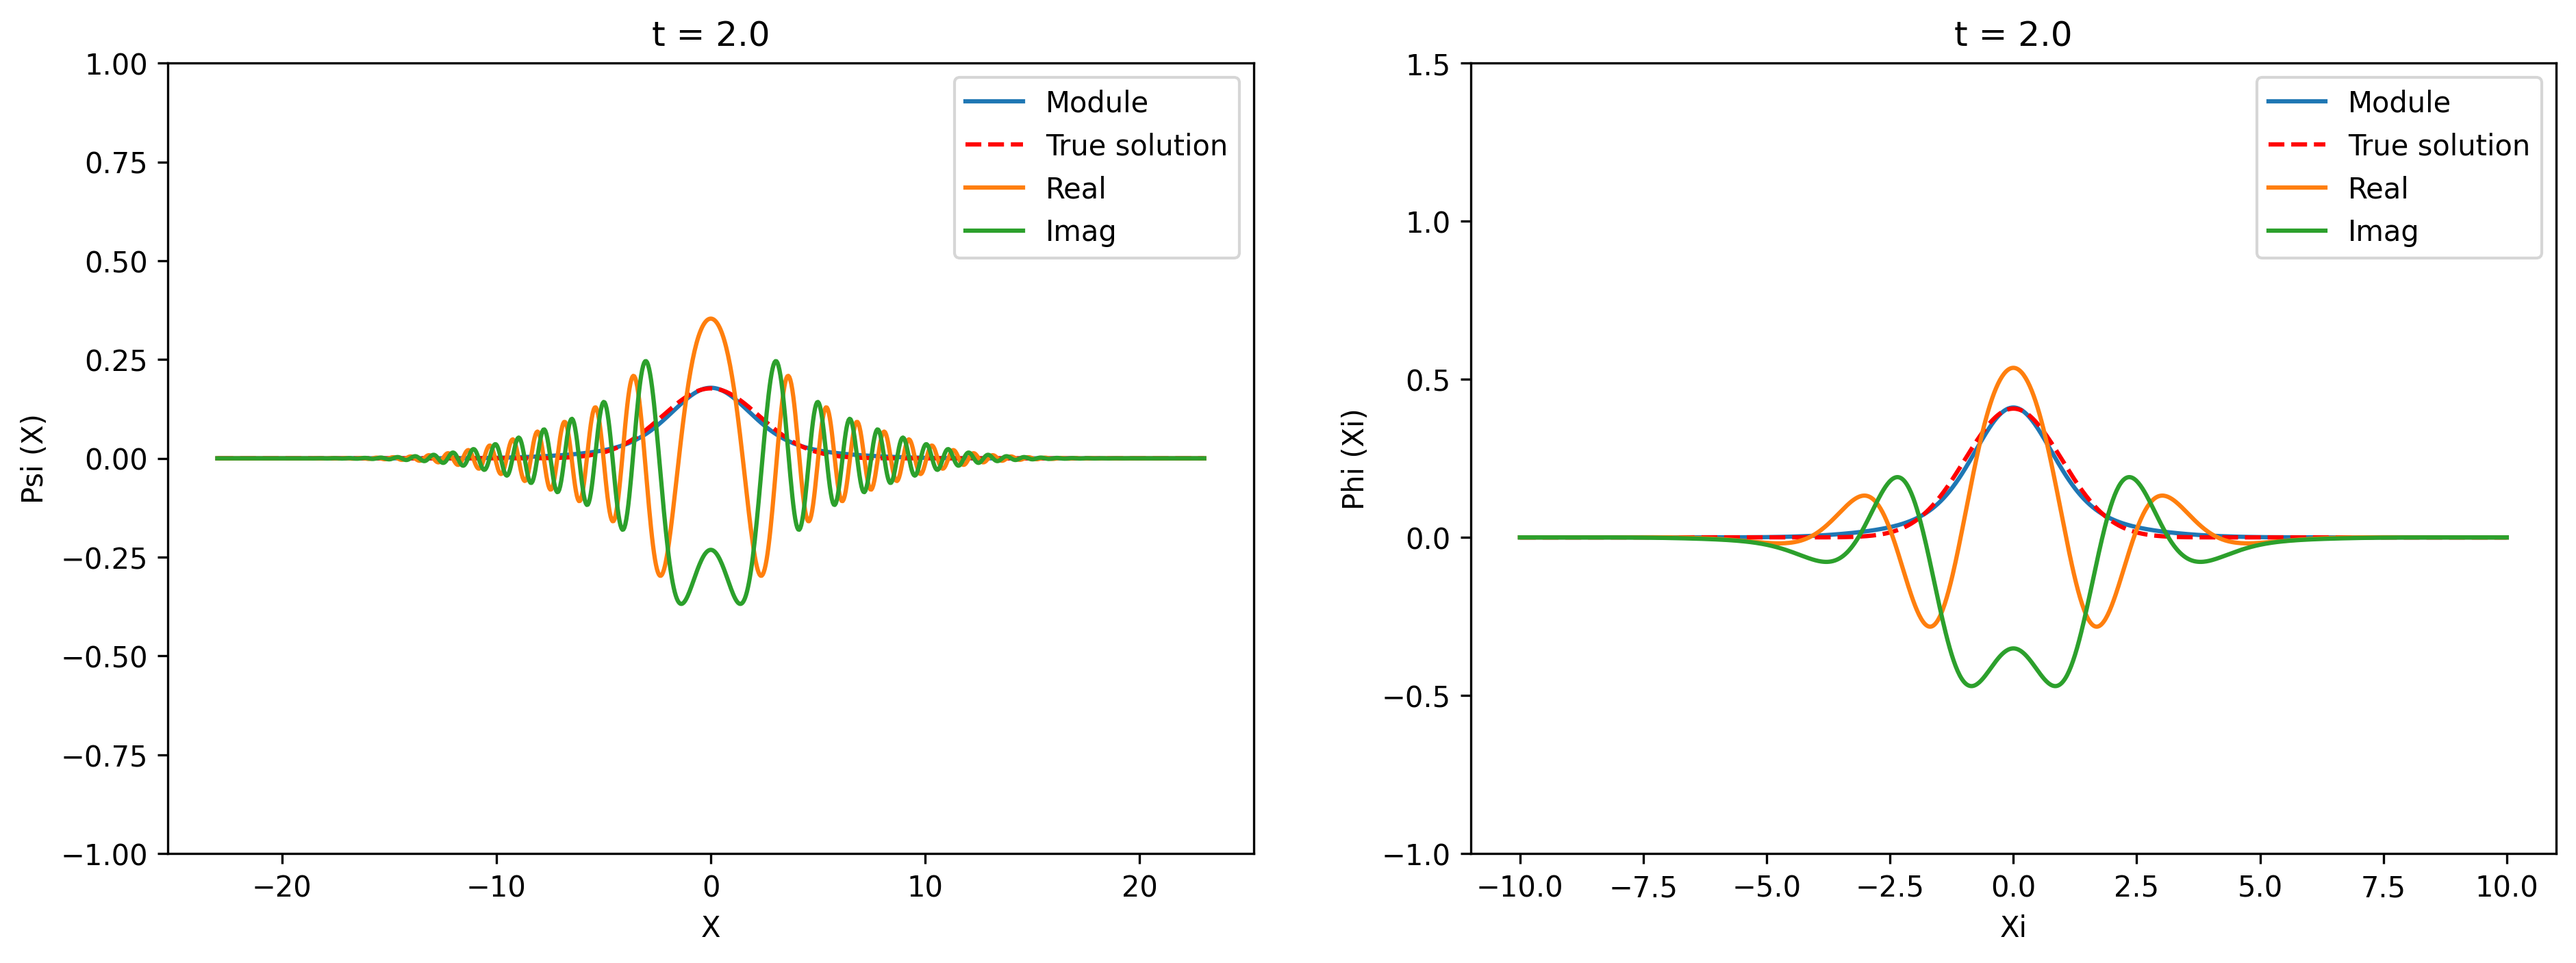 t = 2.0
1.00
0.75
0.50
0.25
0.00
−0.25
−0.50
−0.75
−1.00
Psi (X)
−20
−10
0
10
20
X
Module
True solution
Real
Imag
t = 2.0
1.5
1.0
0.5
0.0
−0.5
−1.0
Phi (Xi)
−10.0
−7.5
−5.0
−2.5
0.0
2.5
5.0
7.5
10.0
Xi
Module
True solution
Real
Imag